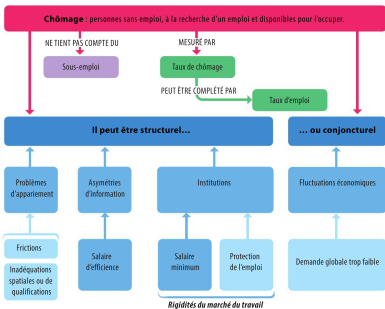 Chômage : personnes sans emploi, à la recherche d'un emploi et disponibles pour l'occuper.
NE TIENT PAS COMPTE DU
MESURÉ PAR
Sous-emploi
Taux de chômage
PEUT ÊTRE COMPLÉTÉ PAR
Taux d'emploi
Il peut être structurel...
... ou conjoncturel
Problèmes
d'appariement
Asymétries
d'information
Institutions
Fluctuations économiques
Frictions
Inadéquations
spatiales ou de
qualifications
Salaire
d'efficience
Salaire
minimum
Protection
de l'emploi
Demande globale trop faible
Rigidités du marché du travail